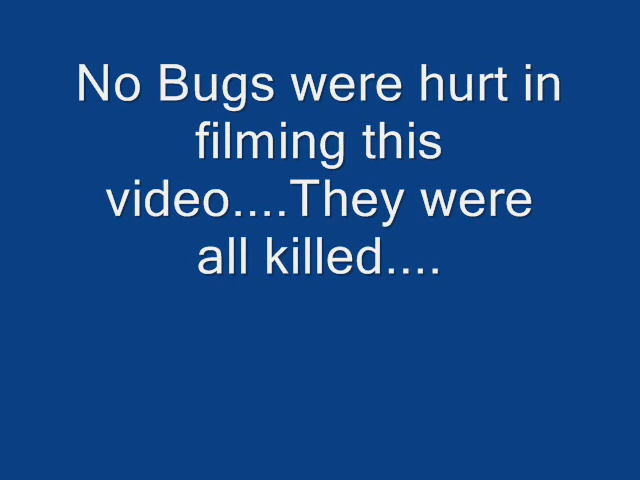 No Bugs were hurt in
filming this
video....They were
all killed....